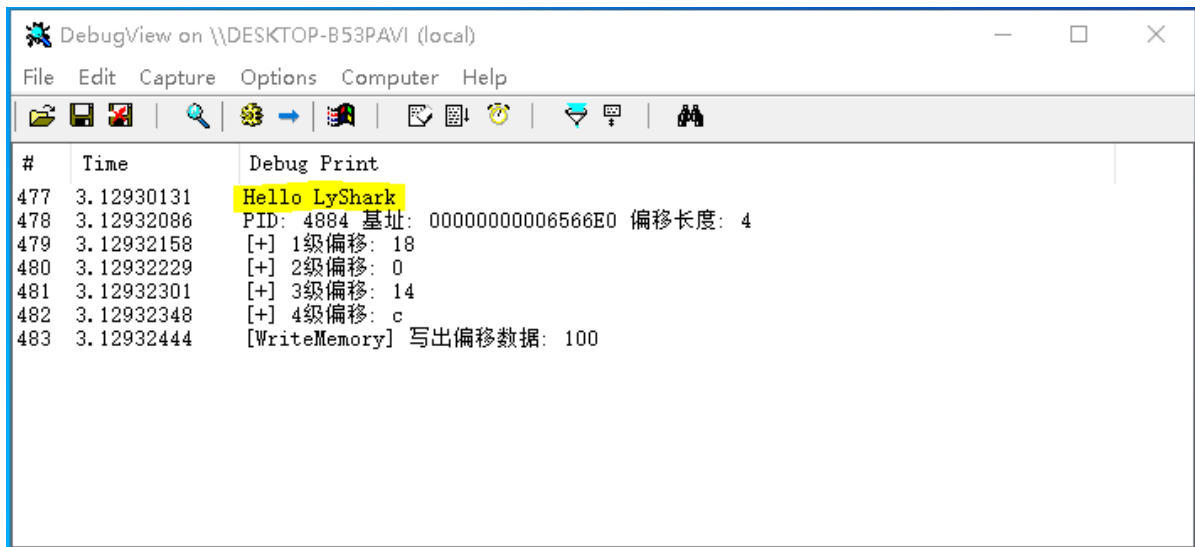 DebugView on \\DESKTOP-B53PAVI (local)
File Edit Capture Options Computer Help
# Time Debug Print
477 3.12930131 Hello LyShark
478 3.12932086 PID: 4884 基址: 00000000006566E0 偏移长度: 4
479 3.12932158 [+] 1级偏移: 18
480 3.12932229 [+] 2级偏移: 0
481 3.12932301 [+] 3级偏移: 14
482 3.12932348 [+] 4级偏移: c
483 3.12932444 [WriteMemory] 写出偏移数据: 100